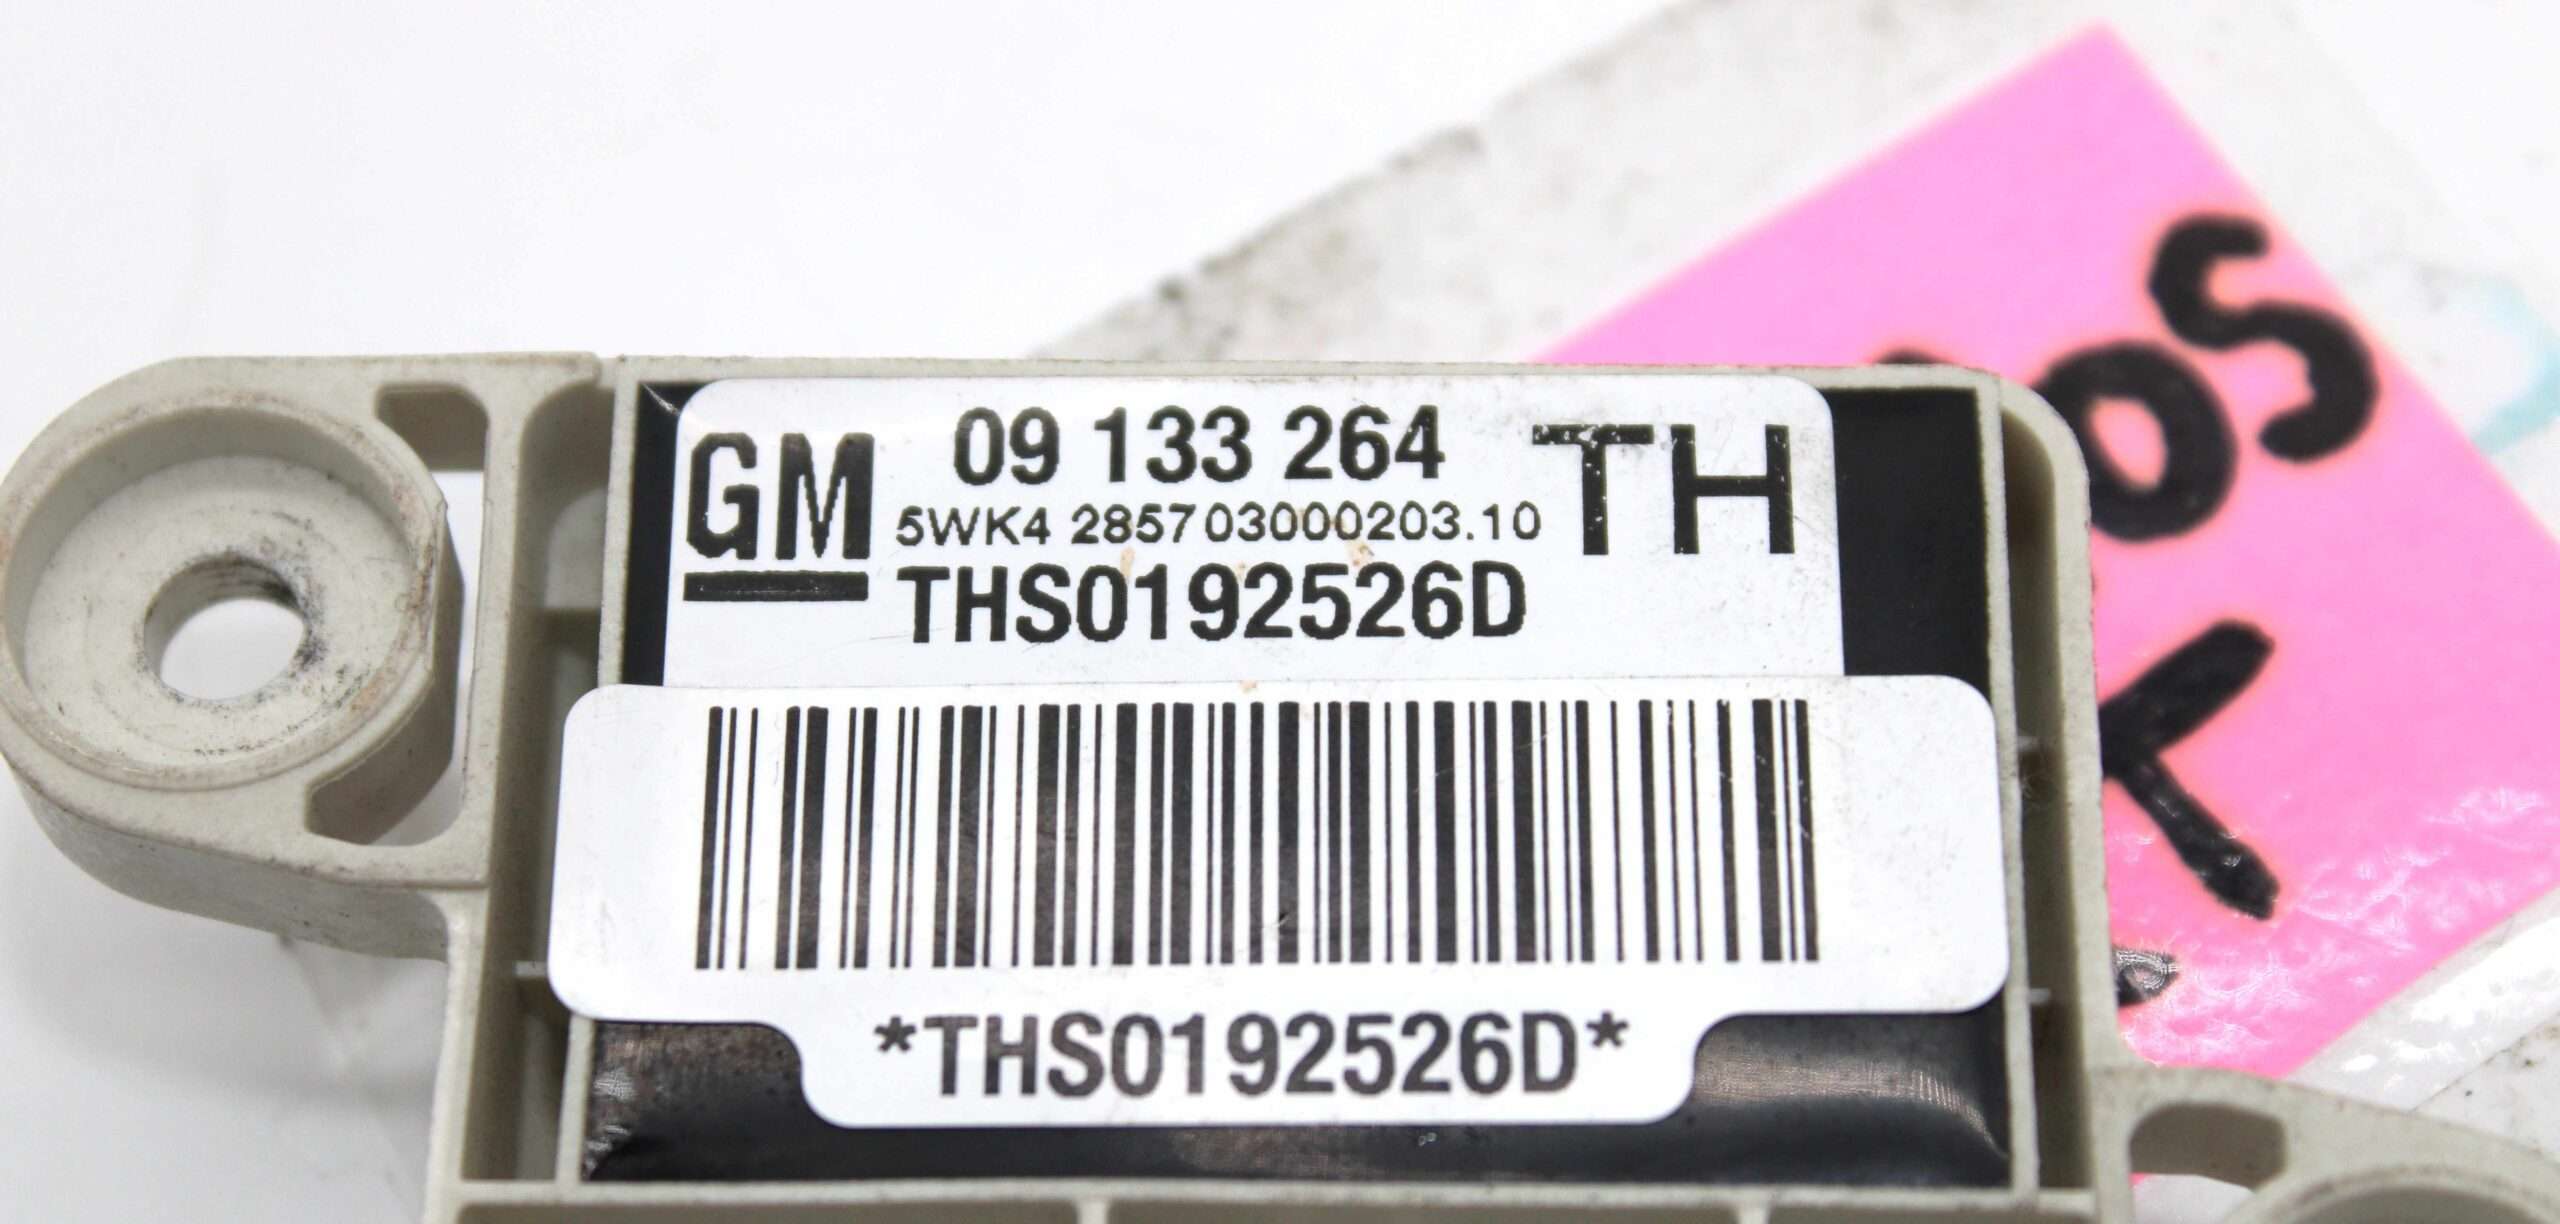 09 133 264
GM
TH
5WK4 285703000203.10
THS0192526D
*THS0192526D*